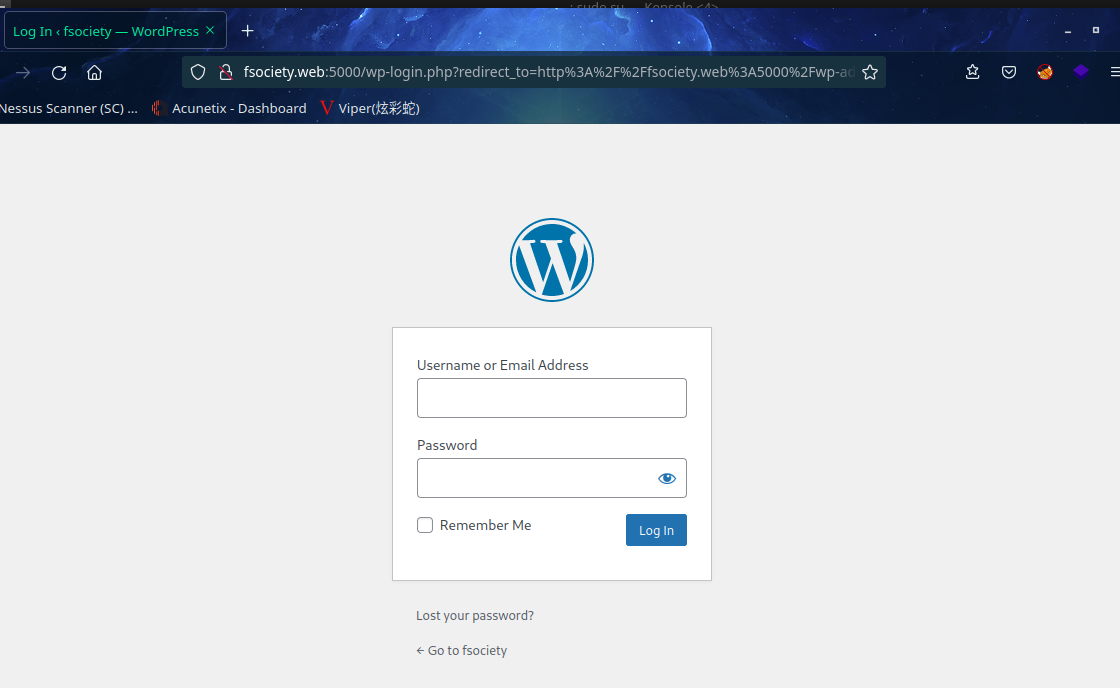 : sudo su — Konsole <4>
Log In ‹ fsociety — WordPress
fsociety.web:5000/wp-login.php?redirect_to=http%3A%2F%2Ffsociety.web%3A5000%2Fwp-ad
Nessus Scanner (SC) ... Acunetix - Dashboard Viper(炫彩蛇)
Username or Email Address
Password
Remember Me Log In
Lost your password?
← Go to fsociety